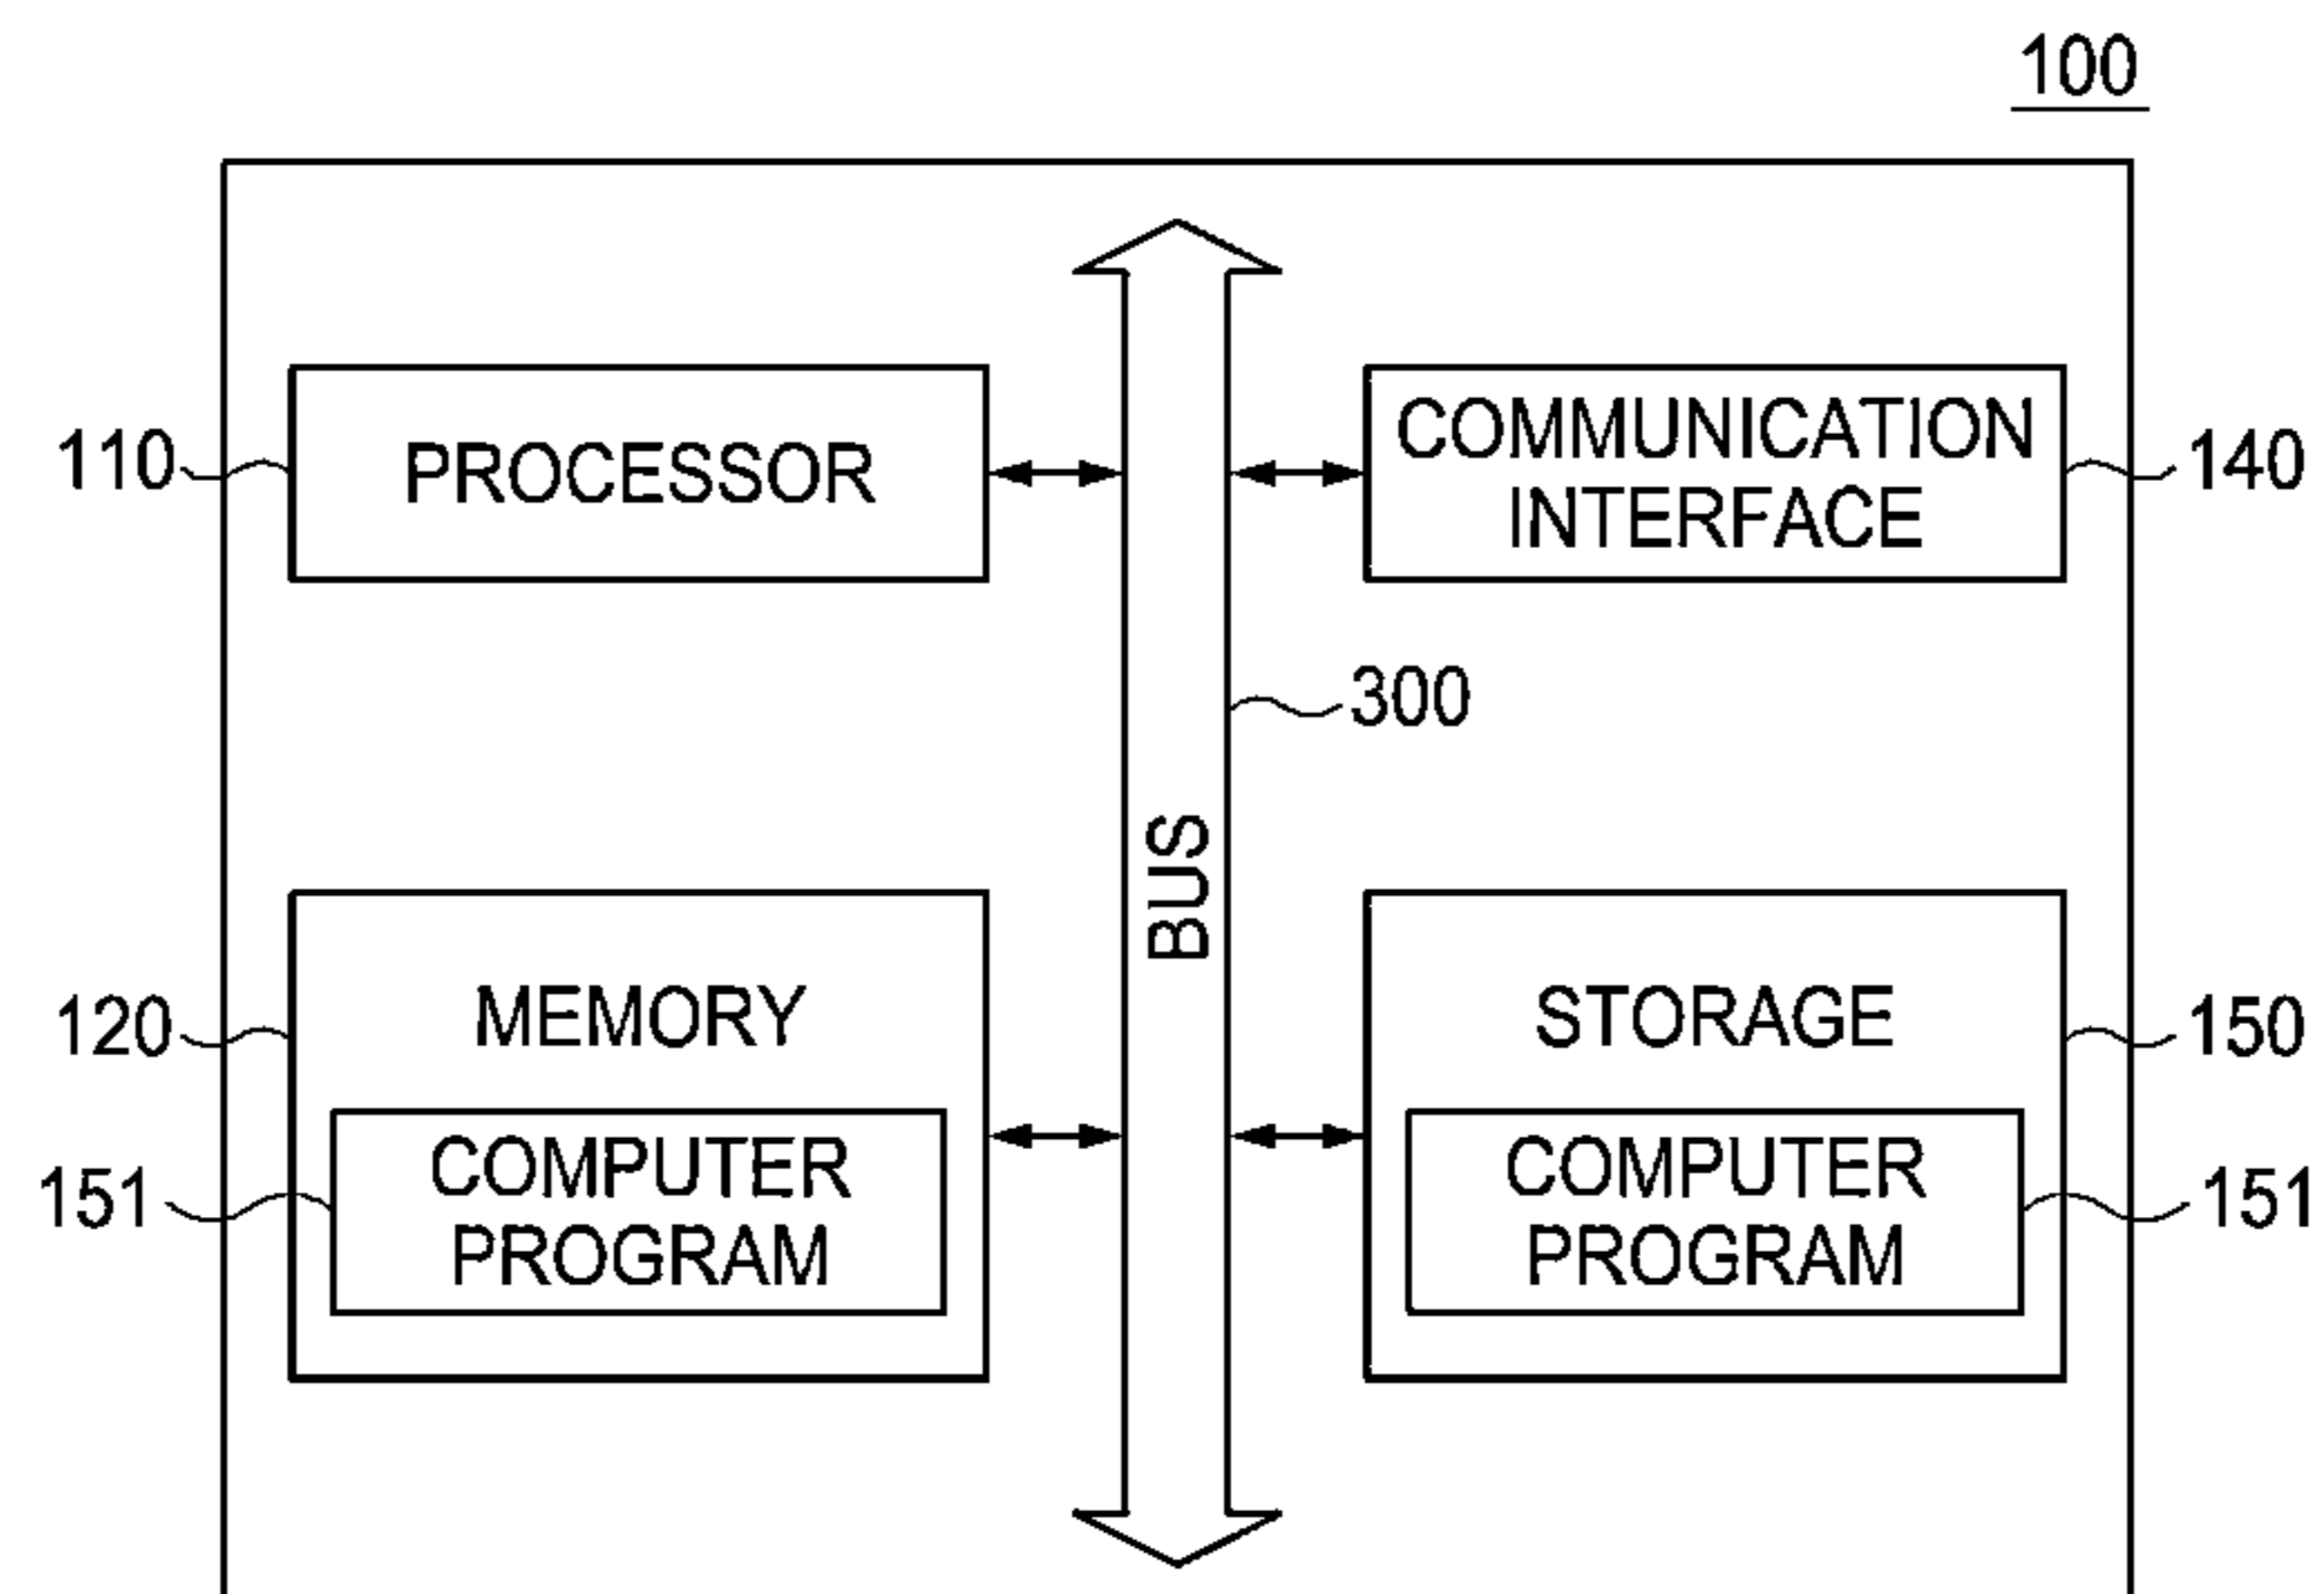 100
110
PROCESSOR
COMMUNICATION
INTERFACE
140
300
BUS
120
MEMORY
STORAGE
150
151
COMPUTER
PROGRAM
COMPUTER
PROGRAM
151